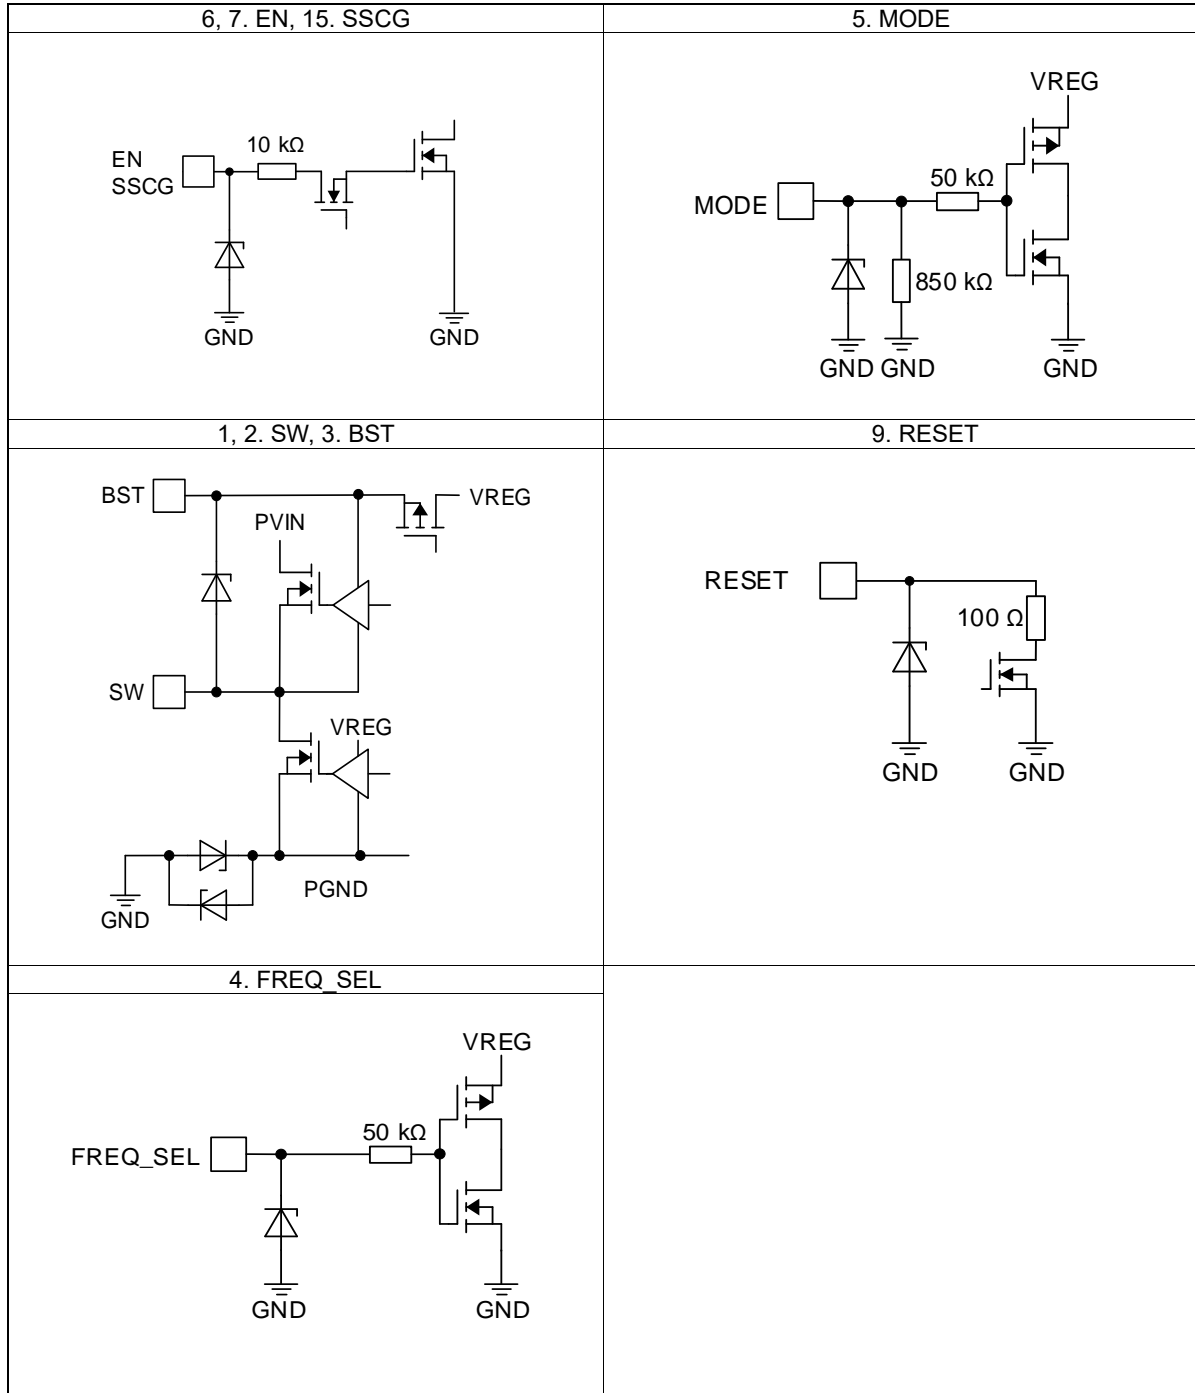 6, 7. EN, 15. SSCG
5. MODE
10 kΩ
EN
SSCG
GND
GND
VREG
50 kΩ
MODE
850 kΩ
GND
GND
GND
1, 2. SW, 3. BST
9. RESET
BST
VREG
PVIN
SW
VREG
PGND
GND
RESET
100 Ω
GND
GND
4. FREQ_SEL
VREG
50 kΩ
FREQ_SEL
GND
GND